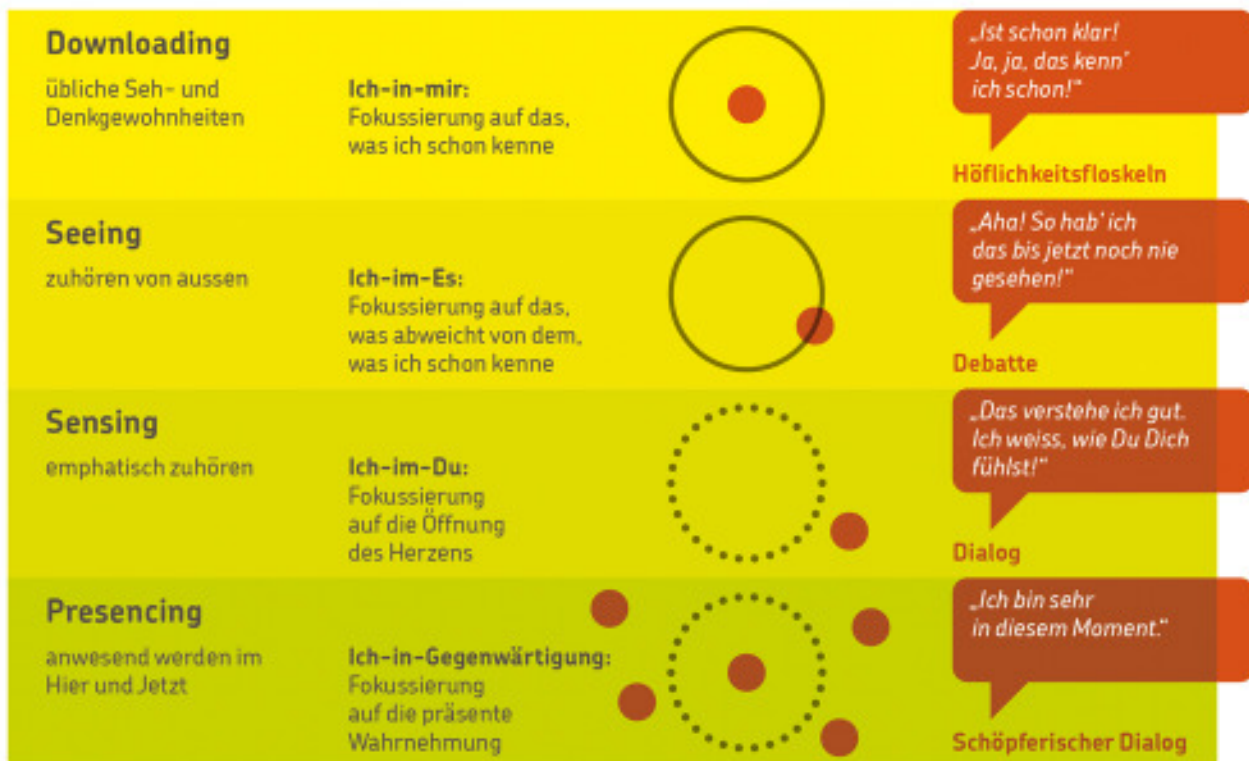 Downloading
übliche Seh- und
Denkgewohnheiten
Ich-in-mir:
Fokussierung auf das,
was ich schon kenne
„Ist schon klar!
Ja, ja, das kenn'
ich schon!“
Höflichkeitsfloskeln
Seeing
zuhören von aussen
Ich-im-Es:
Fokussierung auf das,
was abweicht von dem,
was ich schon kenne
„Aha! So hab' ich
das bis jetzt noch nie
gesehen!“
Debatte
Sensing
emphatisch zuhören
Ich-im-Du:
Fokussierung
auf die Öffnung
des Herzens
„Das verstehe ich gut.
Ich weiss, wie Du Dich
fühlst!“
Dialog
Presencing
anwesend werden im
Hier und Jetzt
Ich-in-Gegenwärtigung:
Fokussierung
auf die präsente
Wahrnehmung
„Ich bin sehr
in diesem Moment.“
Schöpferischer Dialog